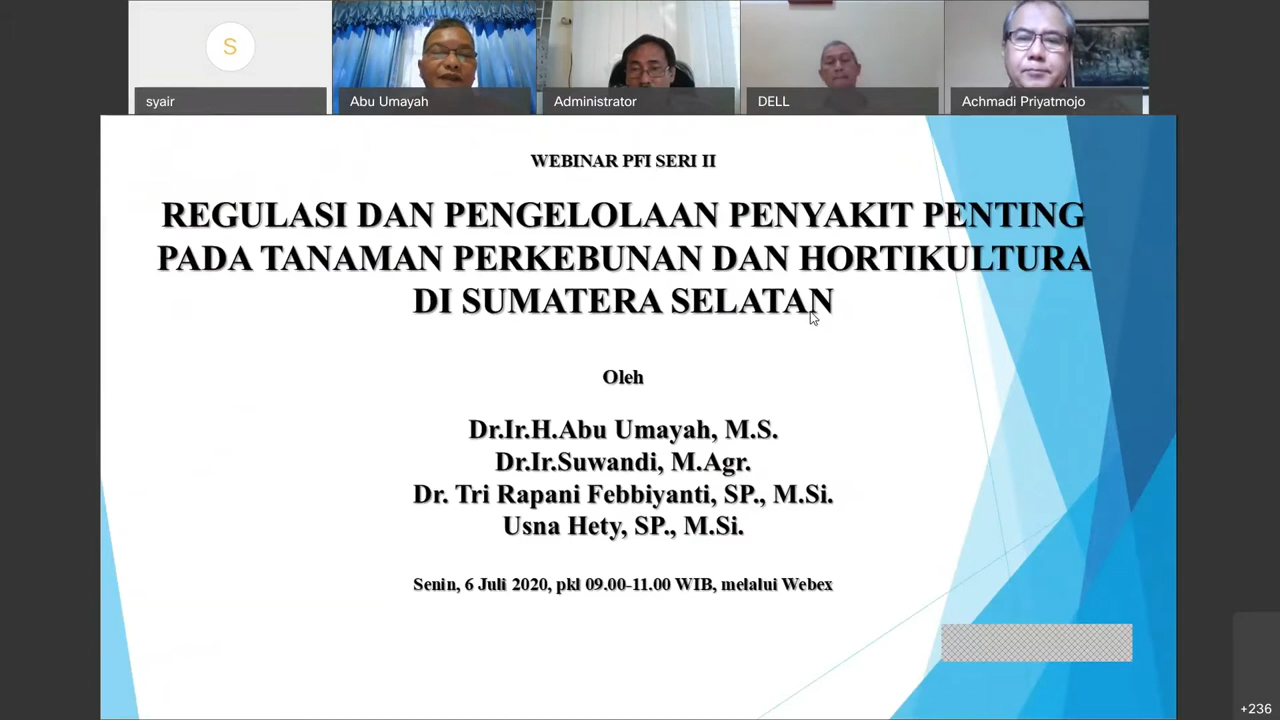 S
syair
Abu Umayah
Administrator
DELL
Achmadi Priyatmojo
WEBINAR PFI SERI II
REGULASI DAN PENGELOLAAN PENYAKIT PENTING
PADA TANAMAN PERKEBUNAN DAN HORTIKULTURA
DI SUMATERA SELATAN
Oleh
Dr.Ir.H.Abu Umayah, M.S.
Dr.Ir.Suwandi, M.Agr.
Dr. Tri Rapani Febbiyanti, SP., M.Si.
Usna Hety, SP., M.Si.
Senin, 6 Juli 2020, pkl 09.00-11.00 WIB, melalui Webex
+236